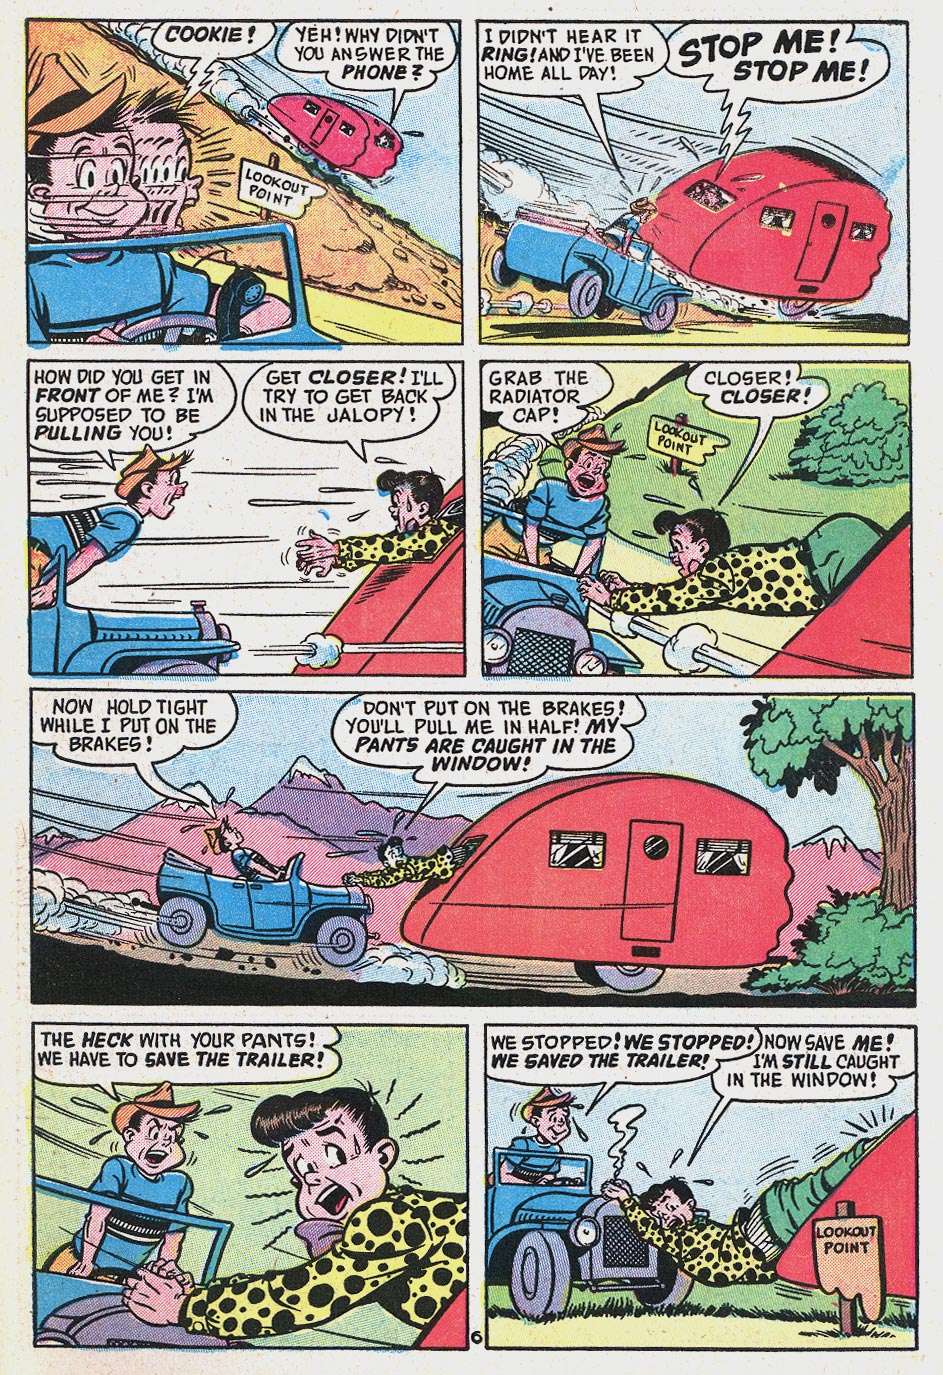 COOKIE!
YEH! WHY DIDN'T
YOU ANSWER THE
PHONE?
LOOKOUT
POINT
I DIDN'T HEAR IT
RING! AND I'VE BEEN
HOME ALL DAY!
STOP ME!
STOP ME!
HOW DID YOU GET IN
FRONT OF ME? I'M
SUPPOSED TO BE
PULLING YOU!
GET CLOSER! I'LL
TRY TO GET BACK
IN THE JALOPY!
GRAB THE
RADIATOR
CAP!
CLOSER!
CLOSER!
LOOKOUT
POINT
NOW HOLD TIGHT
WHILE I PUT ON THE
BRAKES!
DON'T PUT ON THE BRAKES!
YOU'LL PULL ME IN HALF! MY
PANTS ARE CAUGHT IN THE
WINDOW!
THE HECK WITH YOUR PANTS!
WE HAVE TO SAVE THE TRAILER!
WE STOPPED! WE STOPPED!
WE SAVED THE TRAILER!
NOW SAVE ME!
I'M STILL CAUGHT
IN THE WINDOW!
LOOKOUT
POINT
6